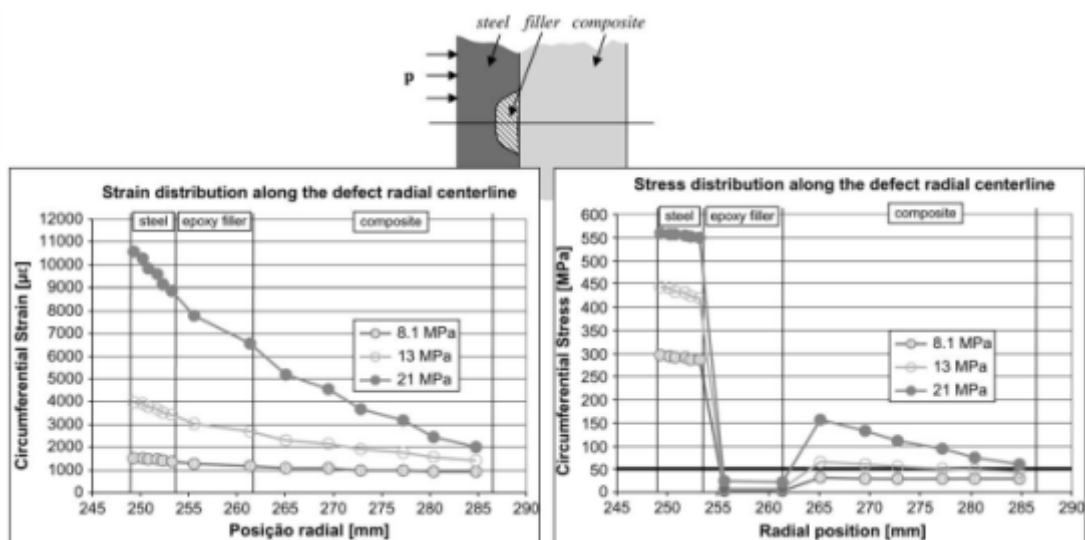 steel filler composite
p
Strain distribution along the defect radial centerline
steel epoxy filler composite
12000
11000
10000
9000
8000
7000
6000
5000
4000
3000
2000
1000
0
Circumferential Strain [με]
8.1 MPa
13 MPa
21 MPa
245 250 255 260 265 270 275 280 285 290
Posição radial [mm]
Stress distribution along the defect radial centerline
steel epoxy filler composite
600
550
500
450
400
350
300
250
200
150
100
50
0
Circumferential Stress [MPa]
8.1 MPa
13 MPa
21 MPa
245 250 255 260 265 270 275 280 285 290
Radial position [mm]